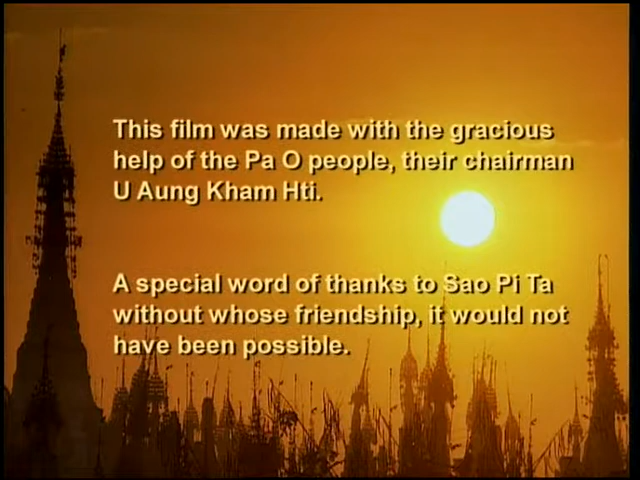 This film was made with the gracious
help of the Pa O people, their chairman
U Aung Kham Hti.
A special word of thanks to Sao Pi Ta
without whose friendship, it would not
have been possible.